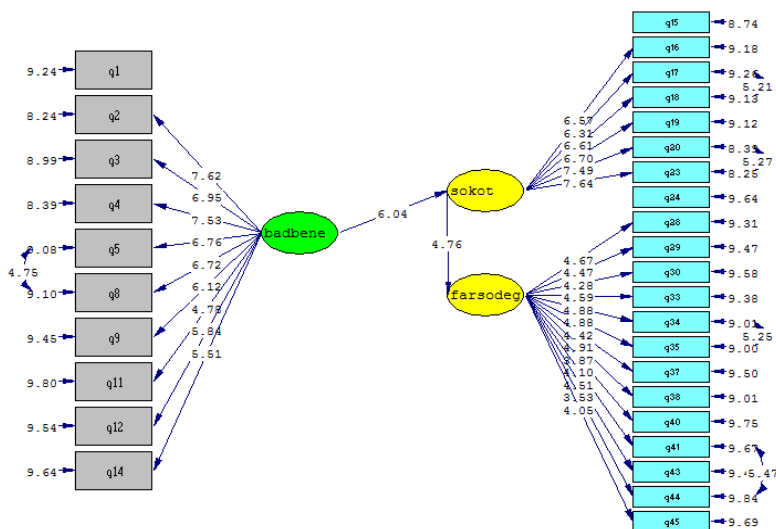 9.24 q1
8.24 q2
8.99 q3
8.39 q4
q5
4.75
9.10 q8
9.45 q9
9.80 q11
9.54 q12
9.64 q14
7.62
6.95
7.53
6.76
6.72
6.12
4.78
5.84
5.51
badbene
6.04
sokot
4.76
farsodeg
6.57
6.31
6.61
6.70
7.49
7.64
4.67
4.47
4.28
4.59
4.88
4.88
4.42
4.91
3.87
4.10
4.51
3.53
4.05
q15 8.74
q16 9.18
q17 9.26
5.21
q18 9.13
q19 9.12
q20 8.39
5.27
q23 8.25
q24 9.64
q28 9.31
q29 9.47
q30 9.58
q33 9.38
q34 9.01
5.25
q35 9.00
q37 9.50
q38 9.01
q40 9.75
q41 9.67
q43
5.47
q44 9.84
q45 9.69